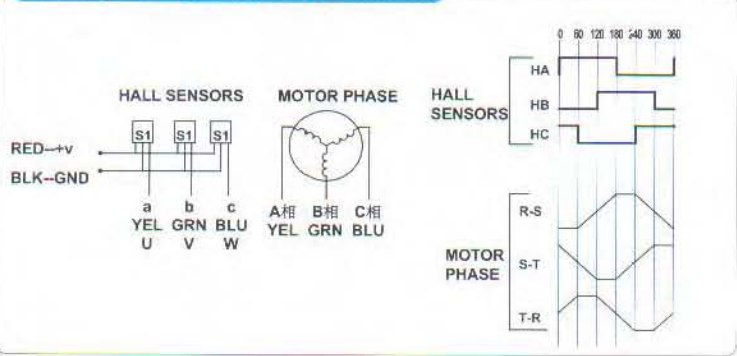 0 60 120 180 240 300 360
HALL SENSORS
S1 S1 S1
RED--+v
BLK--GND
a b c
YEL GRN BLU
U V W
MOTOR PHASE
A相 B相 C相
YEL GRN BLU
HALL
SENSORS
HA
HB
HC
MOTOR
PHASE
R-S
S-T
T-R